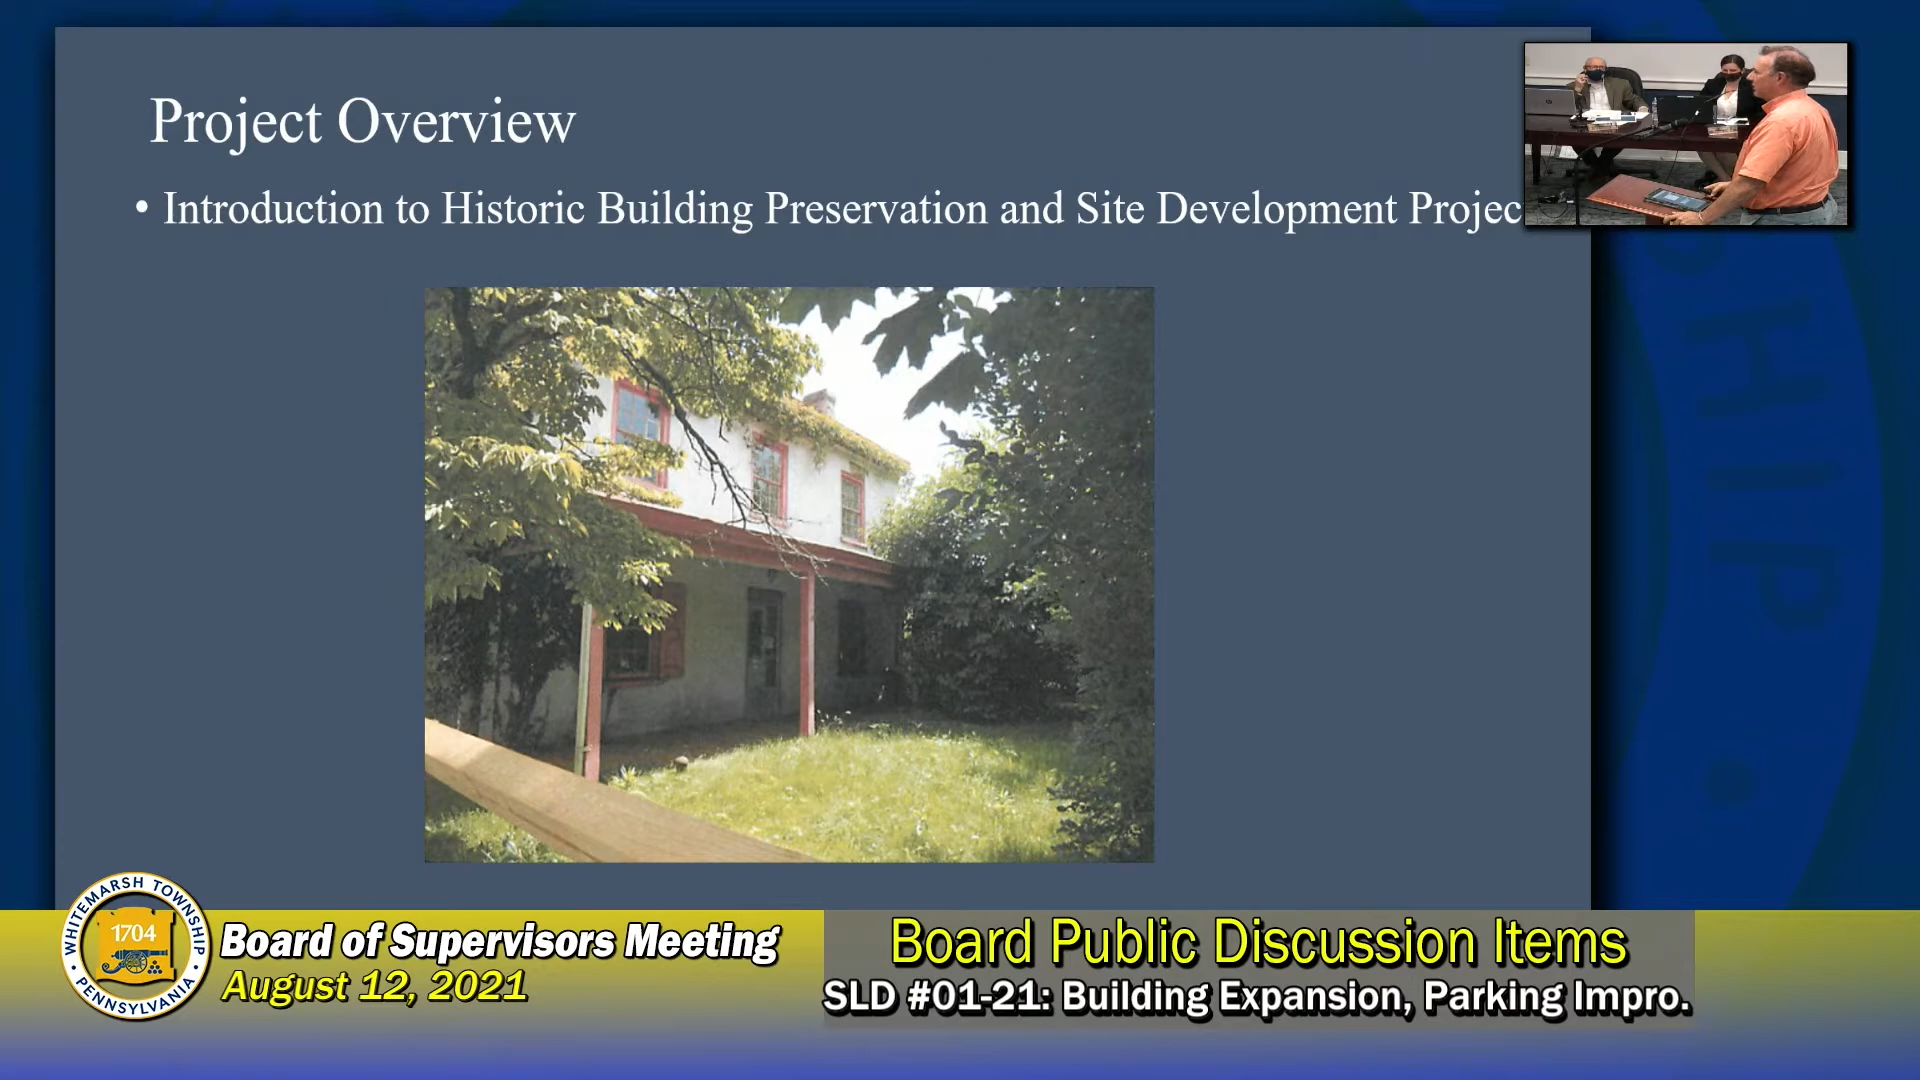 Project Overview
• Introduction to Historic Building Preservation and Site Development Projec
WHITEMARSH TOWNSHIP
1704
PENNSYLVANIA
Board of Supervisors Meeting
August 12, 2021
Board Public Discussion Items
SLD #01-21: Building Expansion, Parking Impro.
HIP